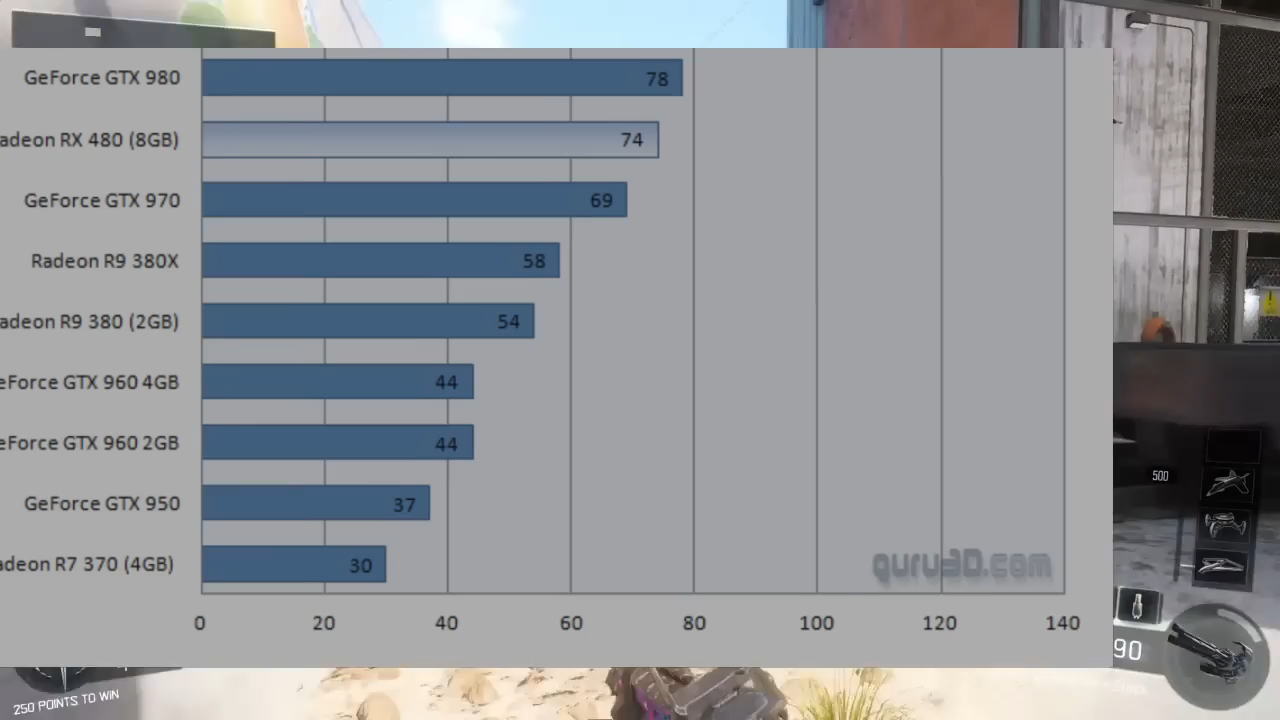 GeForce GTX 980 78
adeon RX 480 (8GB) 74
GeForce GTX 970 69
Radeon R9 380X 58
adeon R9 380 (2GB) 54
eForce GTX 960 4GB 44
eForce GTX 960 2GB 44
GeForce GTX 950 37
adeon R7 370 (4GB) 30
guru3D.com
0 20 40 60 80 100 120 140
500
90
250 POINTS TO WIN